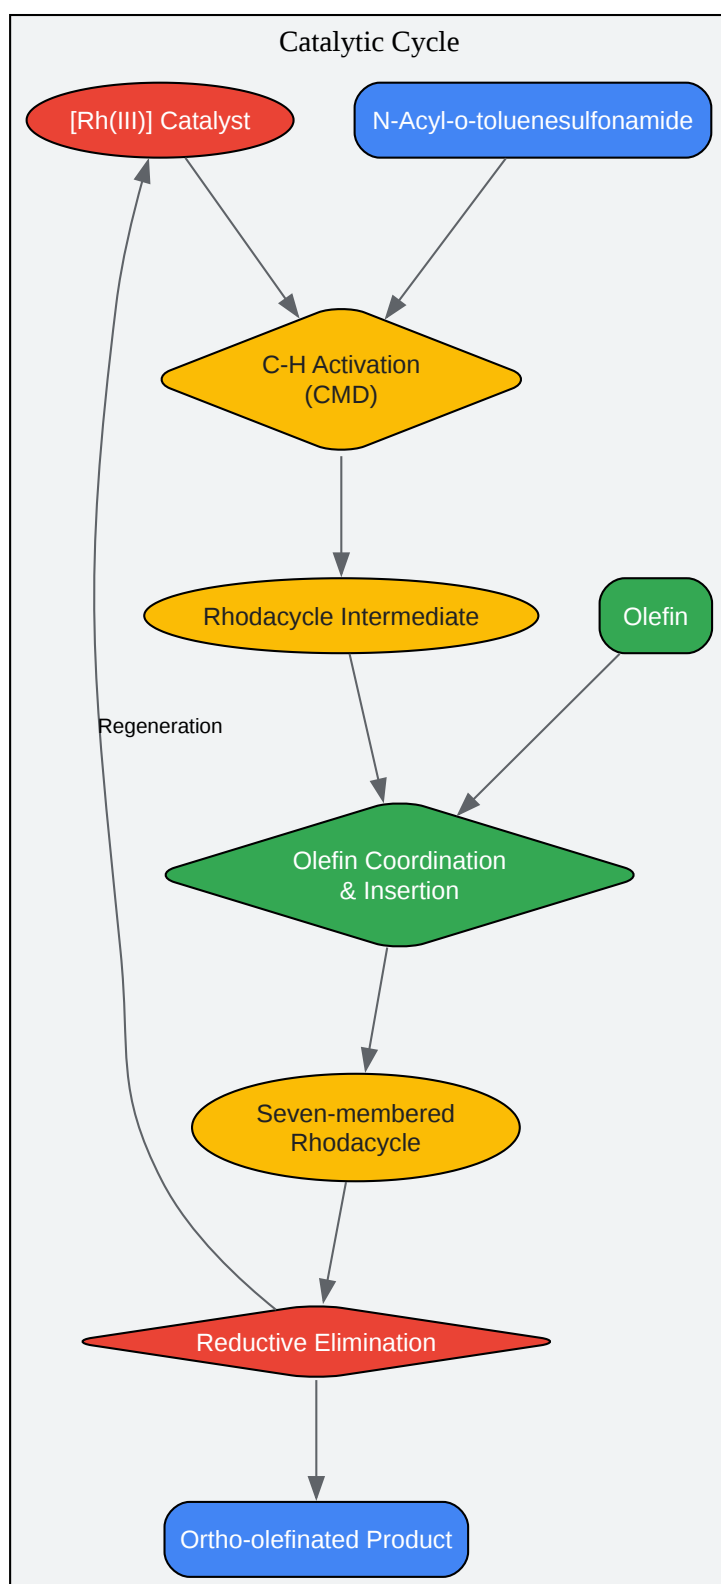 Catalytic Cycle
[Rh(III)] Catalyst
N-Acyl-o-toluenesulfonamide
C-H Activation
(CMD)
Rhodacycle Intermediate
Olefin
Regeneration
Olefin Coordination
& Insertion
Seven-membered
Rhodacycle
Reductive Elimination
Ortho-olefinated Product